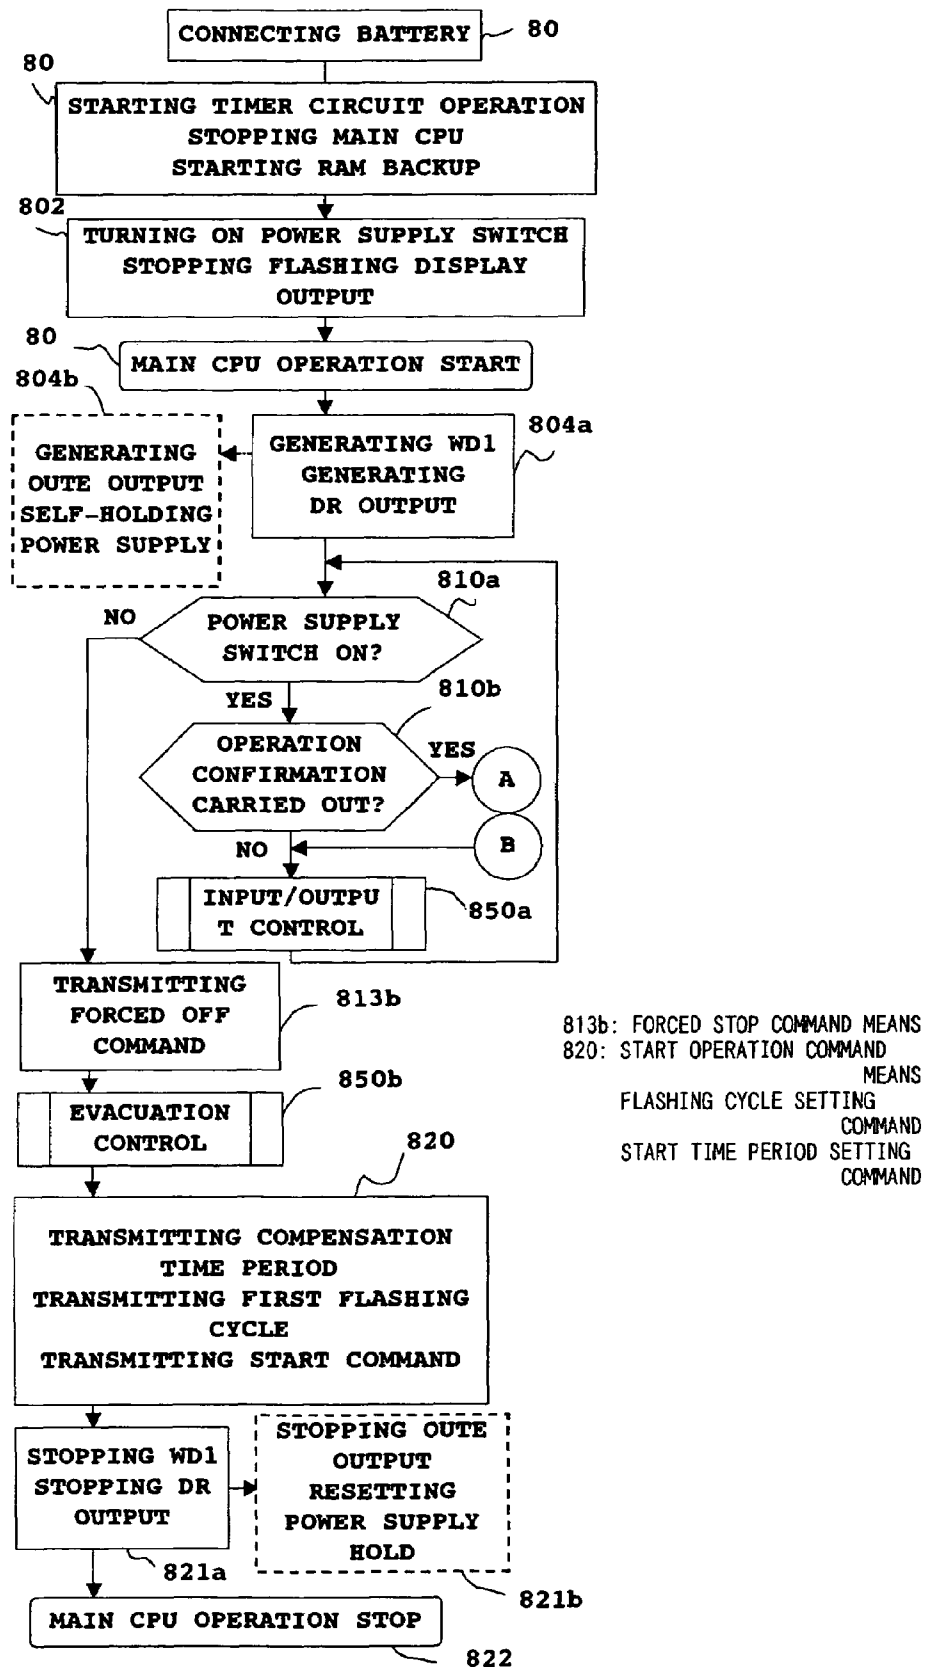 CONNECTING BATTERY
80
80
STARTING TIMER CIRCUIT OPERATION
STOPPING MAIN CPU
STARTING RAM BACKUP
802
TURNING ON POWER SUPPLY SWITCH
STOPPING FLASHING DISPLAY
OUTPUT
80
MAIN CPU OPERATION START
804b
GENERATING
OUTE OUTPUT
SELF-HOLDING
POWER SUPPLY
GENERATING WD1
GENERATING
DR OUTPUT
804a
810a
NO
POWER SUPPLY
SWITCH ON?
YES
810b
OPERATION
CONFIRMATION
CARRIED OUT?
YES
A
B
NO
INPUT/OUTPU
T CONTROL
850a
TRANSMITTING
FORCED OFF
COMMAND
813b
813b: FORCED STOP COMMAND MEANS
820: START OPERATION COMMAND
MEANS
FLASHING CYCLE SETTING
COMMAND
START TIME PERIOD SETTING
COMMAND
EVACUATION
CONTROL
850b
820
TRANSMITTING COMPENSATION
TIME PERIOD
TRANSMITTING FIRST FLASHING
CYCLE
TRANSMITTING START COMMAND
STOPPING WD1
STOPPING DR
OUTPUT
821a
STOPPING OUTE
OUTPUT
RESETTING
POWER SUPPLY
HOLD
821b
MAIN CPU OPERATION STOP
822